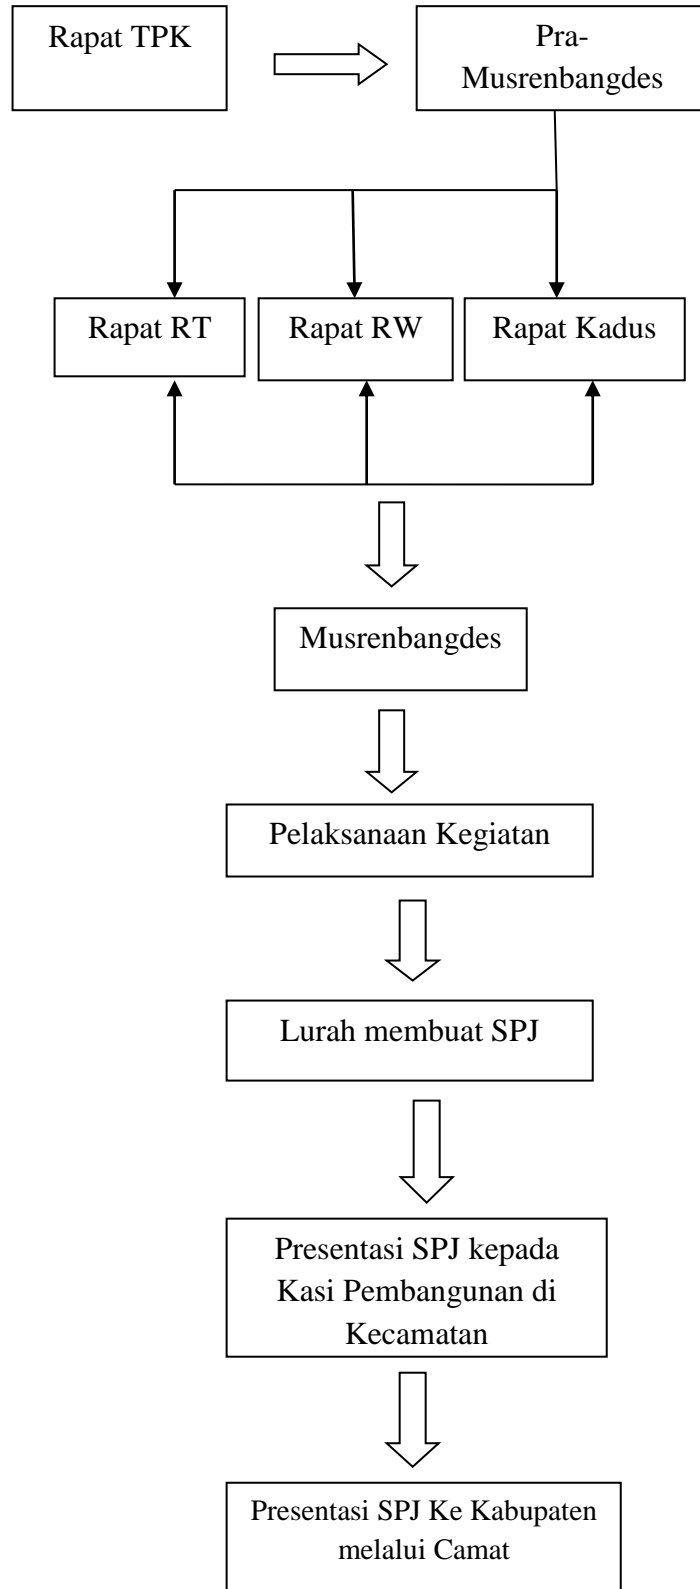 Rapat TPK
Pra-
Musrenbangdes
Rapat RT
Rapat RW
Rapat Kadus
Musrenbangdes
Pelaksanaan Kegiatan
Lurah membuat SPJ
Presentasi SPJ kepada
Kasi Pembangunan di
Kecamatan
Presentasi SPJ Ke Kabupaten
melalui Camat